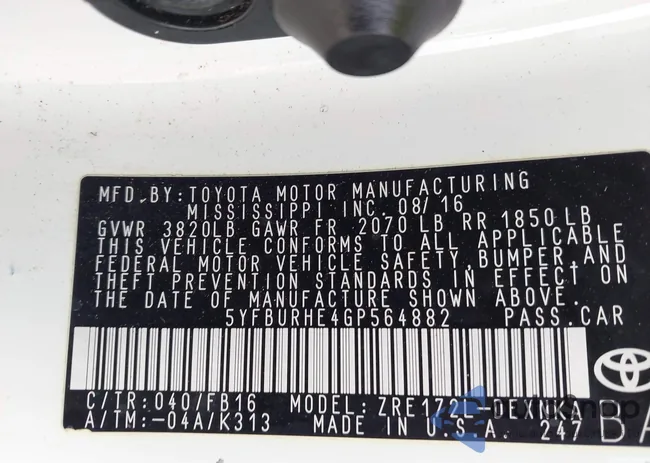 MFD. BY: TOYOTA MOTOR MANUFACTURING
MISSISSIPPI INC. 08/16
GVWR 3820LB GAWR FR 2070 LB RR 1850 LB
THIS VEHICLE CONFORMS TO ALL APPLICABLE
FEDERAL MOTOR VEHICLE SAFETY, BUMPER, AND
THEFT PREVENTION STANDARDS IN EFFECT ON
THE DATE OF MANUFACTURE SHOWN ABOVE.
5YFBURHE4GP564882 PASS. CAR
C/TR: 040/FB16 MODEL: ZRE172L-DEXNKA
A/TM: -04A/K313 MADE IN U.S.A. 247 BA